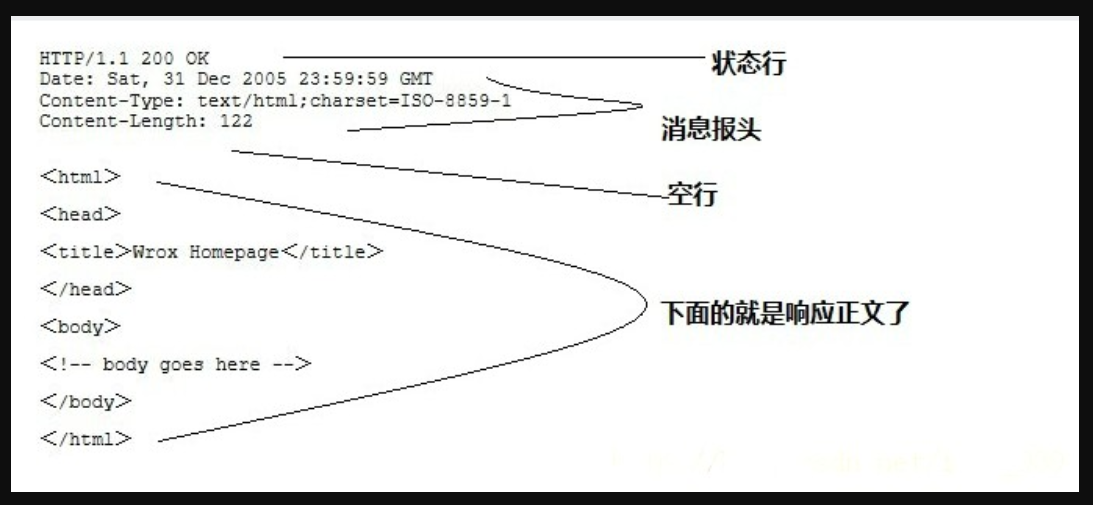 HTTP/1.1 200 OK
状态行
Date: Sat, 31 Dec 2005 23:59:59 GMT
Content-Type: text/html;charset=ISO-8859-1
Content-Length: 122
消息报头
空行
<html>
<head>
<title>Wrox Homepage</title>
</head>
下面的就是响应正文了
<body>
<!-- body goes here -->
</body>
</html>